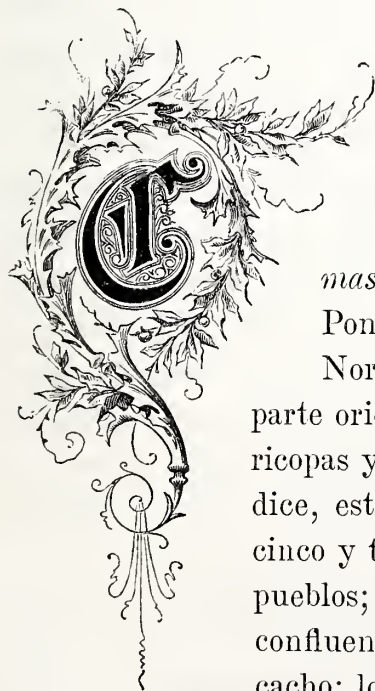 C
mas
Pon
Nor
parte ori
ricopas y
dice, est
cinco y t
pueblos;
confluen
cacho; lo